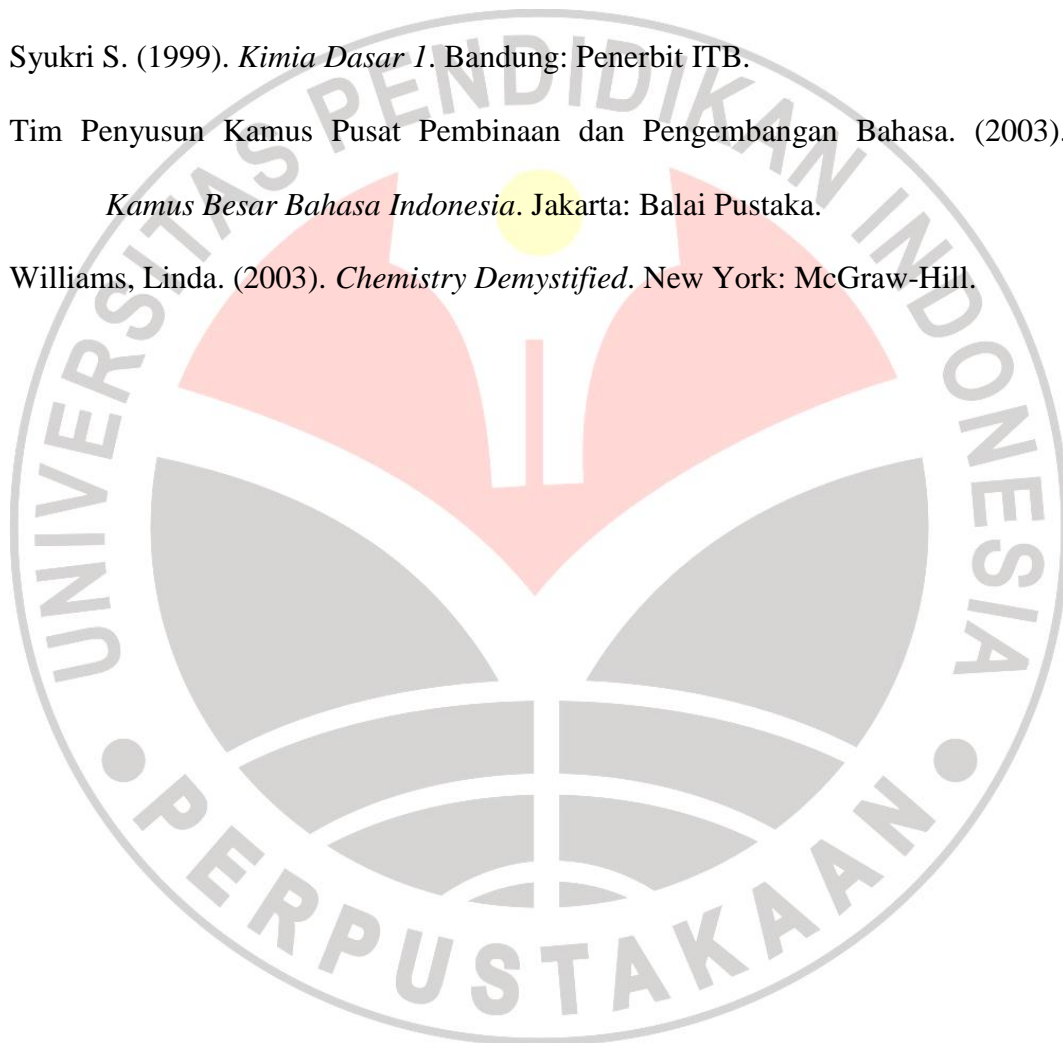 Syukri S. (1999). Kimia Dasar 1. Bandung: Penerbit ITB.
Tim Penyusun Kamus Pusat Pembinaan dan Pengembangan Bahasa. (2003).
Kamus Besar Bahasa Indonesia. Jakarta: Balai Pustaka.
Williams, Linda. (2003). Chemistry Demystified. New York: McGraw-Hill.
UNIVERSITAS PENDIDIKAN INDONESIA
PERPUSTAKAAN